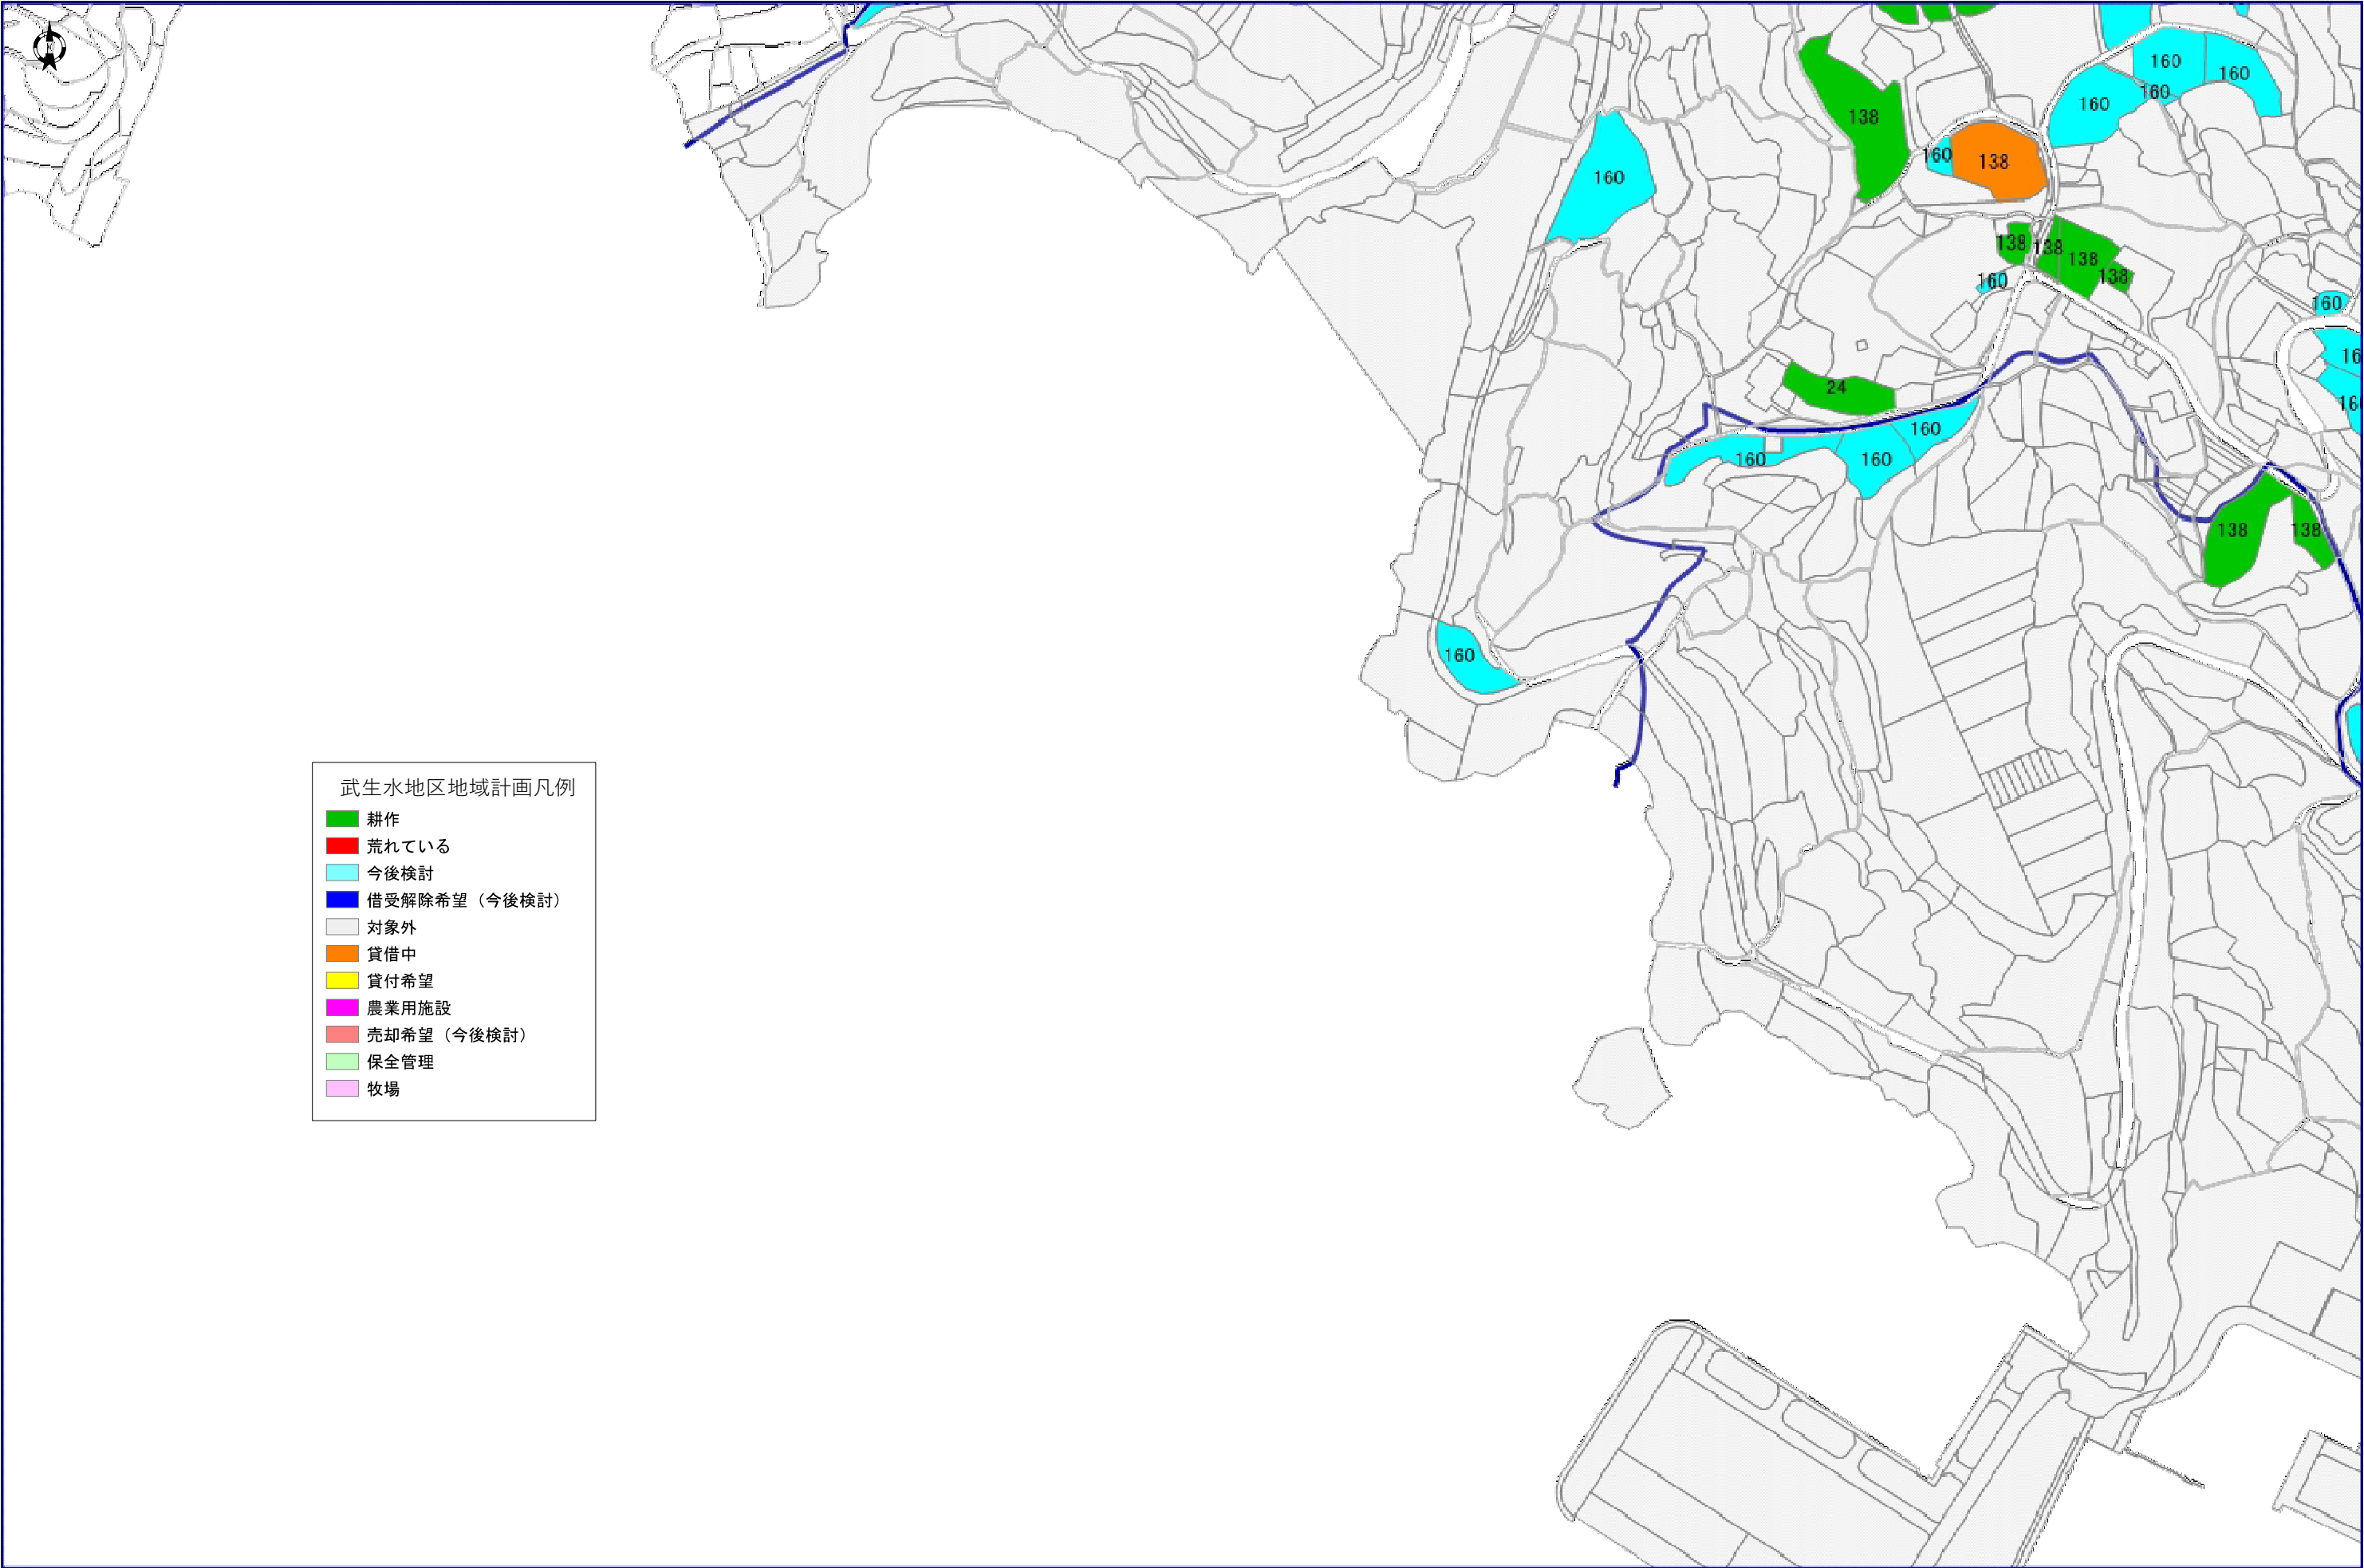 160
160
138
160
160
160
138
160
160
138
138
138
138
160
160
24
160
160
160
138
138
160
武生水地区地域計画凡例
耕作
荒れている
今後検討
借受解除希望（今後検討）
対象外
貸借中
貸付希望
農業用施設
売却希望（今後検討）
保全管理
牧場